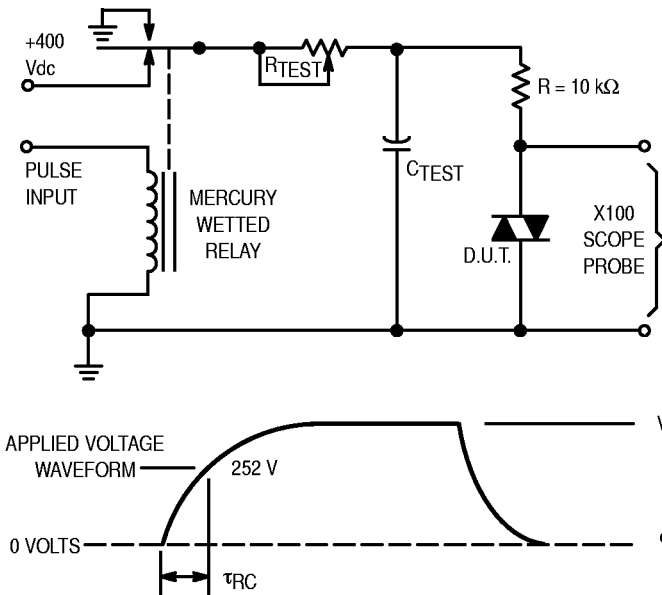 +400
Vdc
RTEST
R = 10 kΩ
CTEST
PULSE
INPUT
MERCURY
WETTED
RELAY
D.U.T.
X100
SCOPE
PROBE
APPLIED VOLTAGE
WAVEFORM
252 V
V
0 VOLTS
τRC